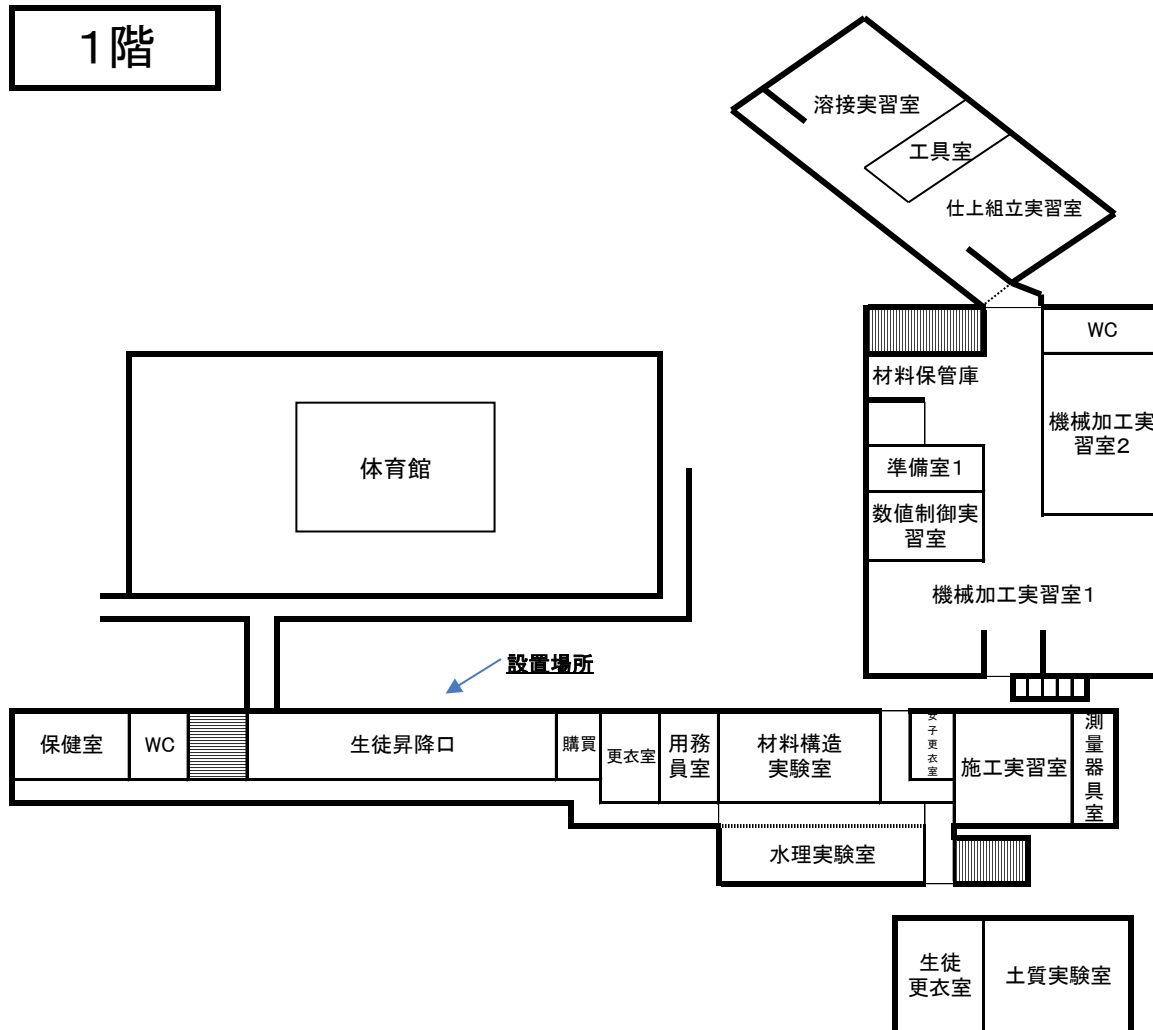 1階
溶接実習室
工具室
仕上組立実習室
WC
材料保管庫
機械加工実
習室2
体育館
準備室1
数値制御実
習室
機械加工実習室1
設置場所
保健室
WC
生徒昇降口
購買
更衣室
用務
員室
材料構造
実験室
女子更衣室
施工実習室
測量器具室
水理実験室
生徒
更衣室
土質実験室